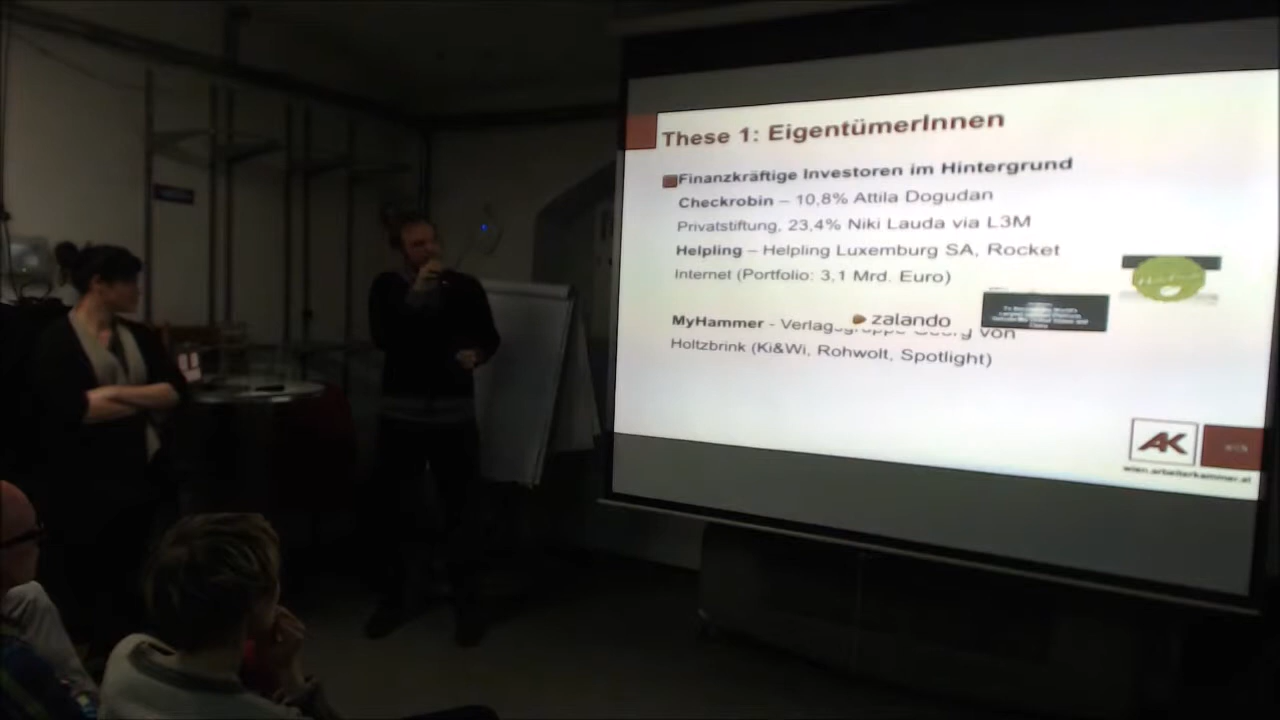 These 1: EigentümerInnen
Finanzkräftige Investoren im Hintergrund
Checkrobin – 10,8% Attila Dogudan
Privatstiftung, 23,4% Niki Lauda via L3M
Helpling – Helpling Luxemburg SA, Rocket
Internet (Portfolio: 3,1 Mrd. Euro)
zalando
MyHammer - von
Holtzbrink (Ki&Wi, Rohwolt, Spotlight)
AK
wien.arbeiterkammer.at